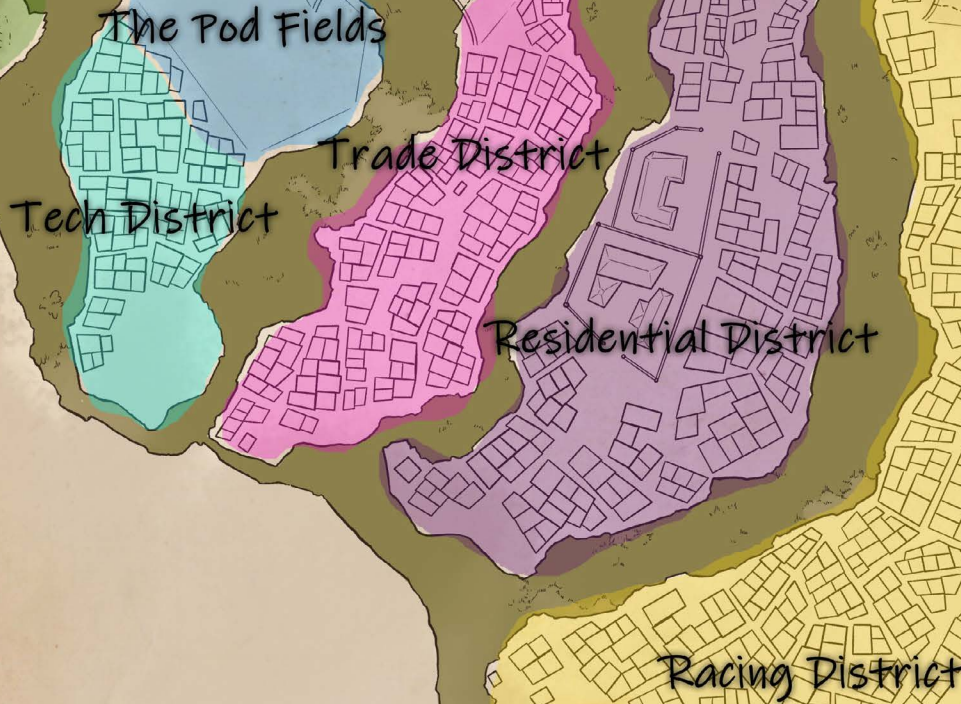 The Pod Fields
Trade District
Tech District
Residential District
Racing District